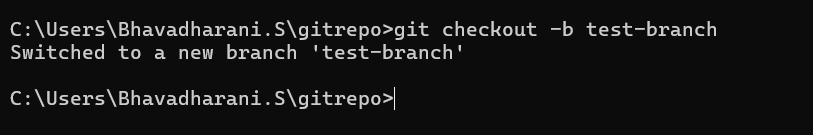 C:\Users\Bhavadharani.S\gitrepo>git checkout -b test-branch
Switched to a new branch 'test-branch'
C:\Users\Bhavadharani.S\gitrepo>